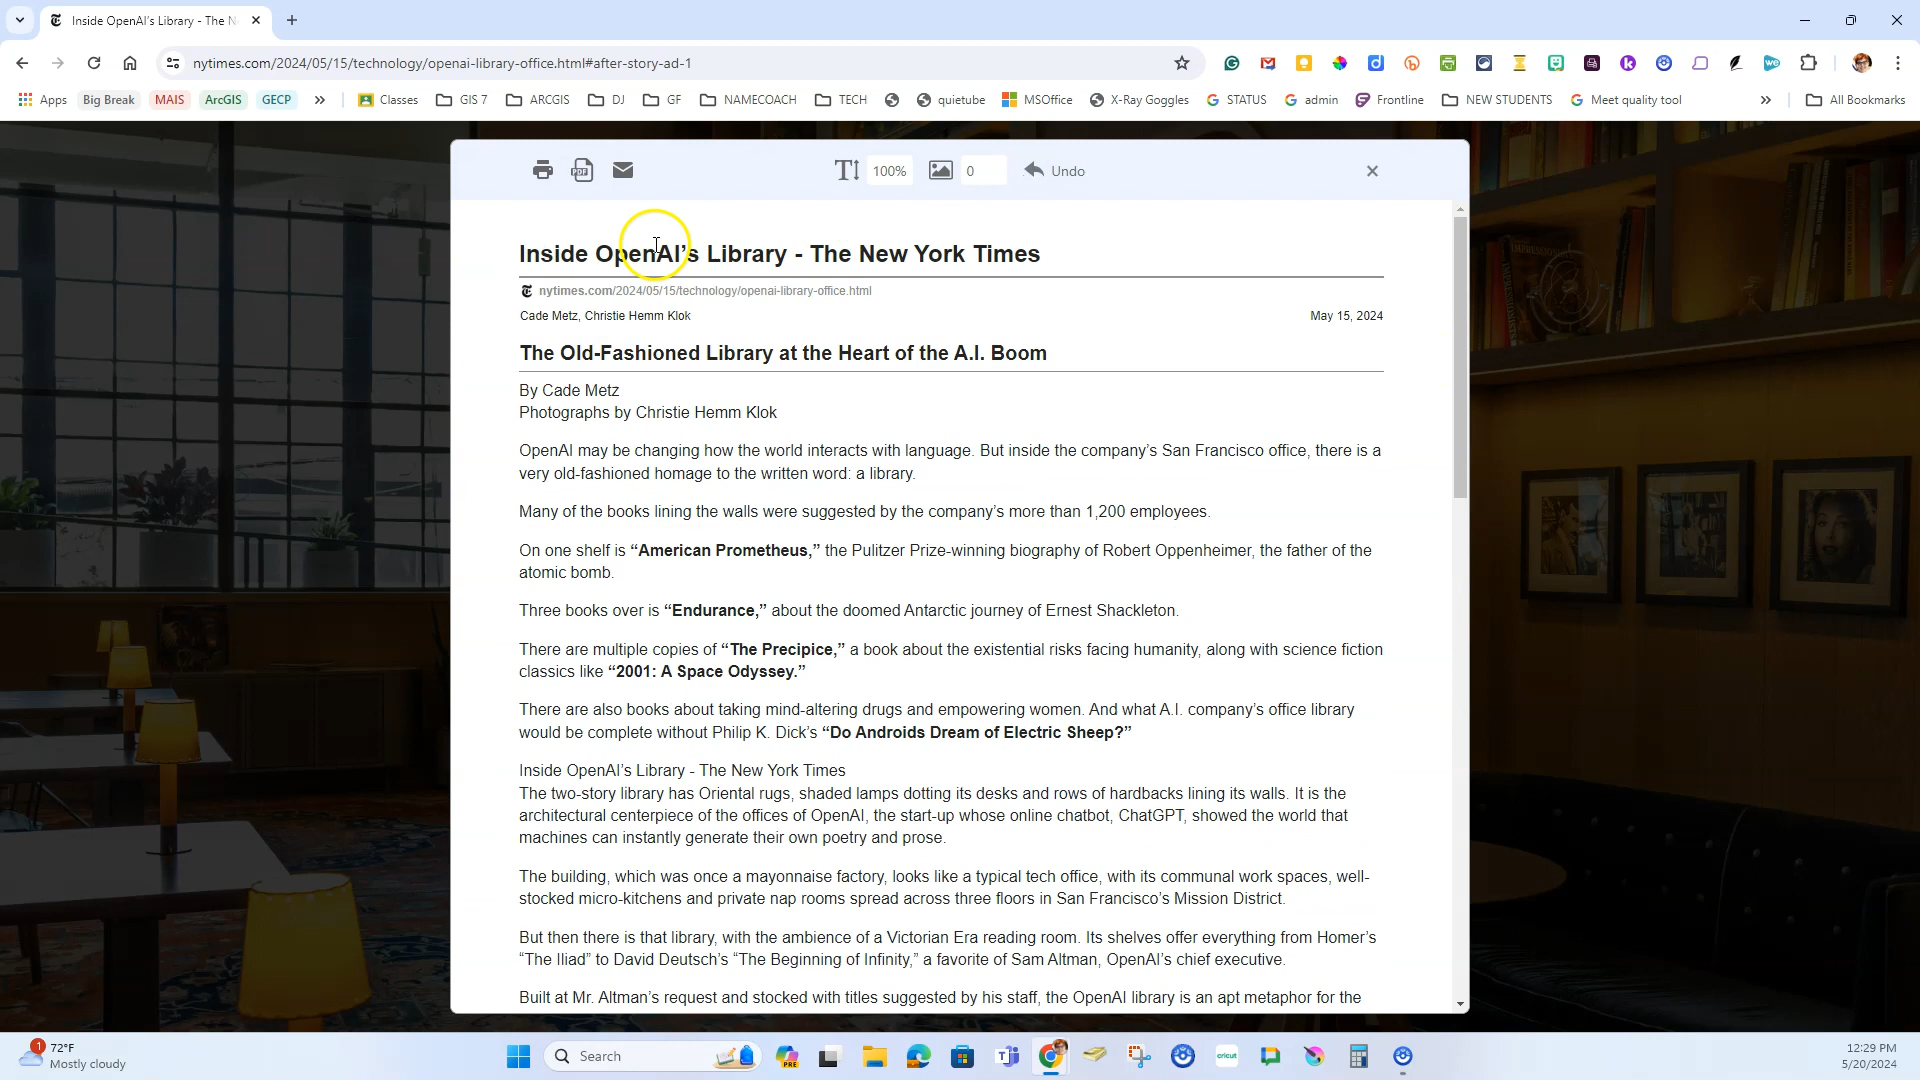 Inside OpenAI's Library - The N
nytimes.com/2024/05/15/technology/openai-library-office.html#after-story-ad-1
Apps Big Break MAIS ArcGIS GECP » Classes GIS 7 ARCGIS DJ GF NAMECOACH TECH quietube MSOffice X-Ray Goggles STATUS admin Frontline NEW STUDENTS Meet quality tool » All Bookmarks
PDF 100% 0 Undo
Inside OpenAI’s Library - The New York Times
nytimes.com/2024/05/15/technology/openai-library-office.html
Cade Metz, Christie Hemm Klok May 15, 2024
The Old-Fashioned Library at the Heart of the A.I. Boom
By Cade Metz
Photographs by Christie Hemm Klok
OpenAI may be changing how the world interacts with language. But inside the company’s San Francisco office, there is a
very old-fashioned homage to the written word: a library.
Many of the books lining the walls were suggested by the company’s more than 1,200 employees.
On one shelf is “American Prometheus,” the Pulitzer Prize-winning biography of Robert Oppenheimer, the father of the
atomic bomb.
Three books over is “Endurance,” about the doomed Antarctic journey of Ernest Shackleton.
There are multiple copies of “The Precipice,” a book about the existential risks facing humanity, along with science fiction
classics like “2001: A Space Odyssey.”
There are also books about taking mind-altering drugs and empowering women. And what A.I. company’s office library
would be complete without Philip K. Dick’s “Do Androids Dream of Electric Sheep?”
Inside OpenAI’s Library - The New York Times
The two-story library has Oriental rugs, shaded lamps dotting its desks and rows of hardbacks lining its walls. It is the
architectural centerpiece of the offices of OpenAI, the start-up whose online chatbot, ChatGPT, showed the world that
machines can instantly generate their own poetry and prose.
The building, which was once a mayonnaise factory, looks like a typical tech office, with its communal work spaces, well-
stocked micro-kitchens and private nap rooms spread across three floors in San Francisco’s Mission District.
But then there is that library, with the ambience of a Victorian Era reading room. Its shelves offer everything from Homer’s
“The Iliad” to David Deutsch’s “The Beginning of Infinity,” a favorite of Sam Altman, OpenAI’s chief executive.
Built at Mr. Altman’s request and stocked with titles suggested by his staff, the OpenAI library is an apt metaphor for the
1 72°F
Mostly cloudy
Search
PRE
cricut
12:29 PM
5/20/2024